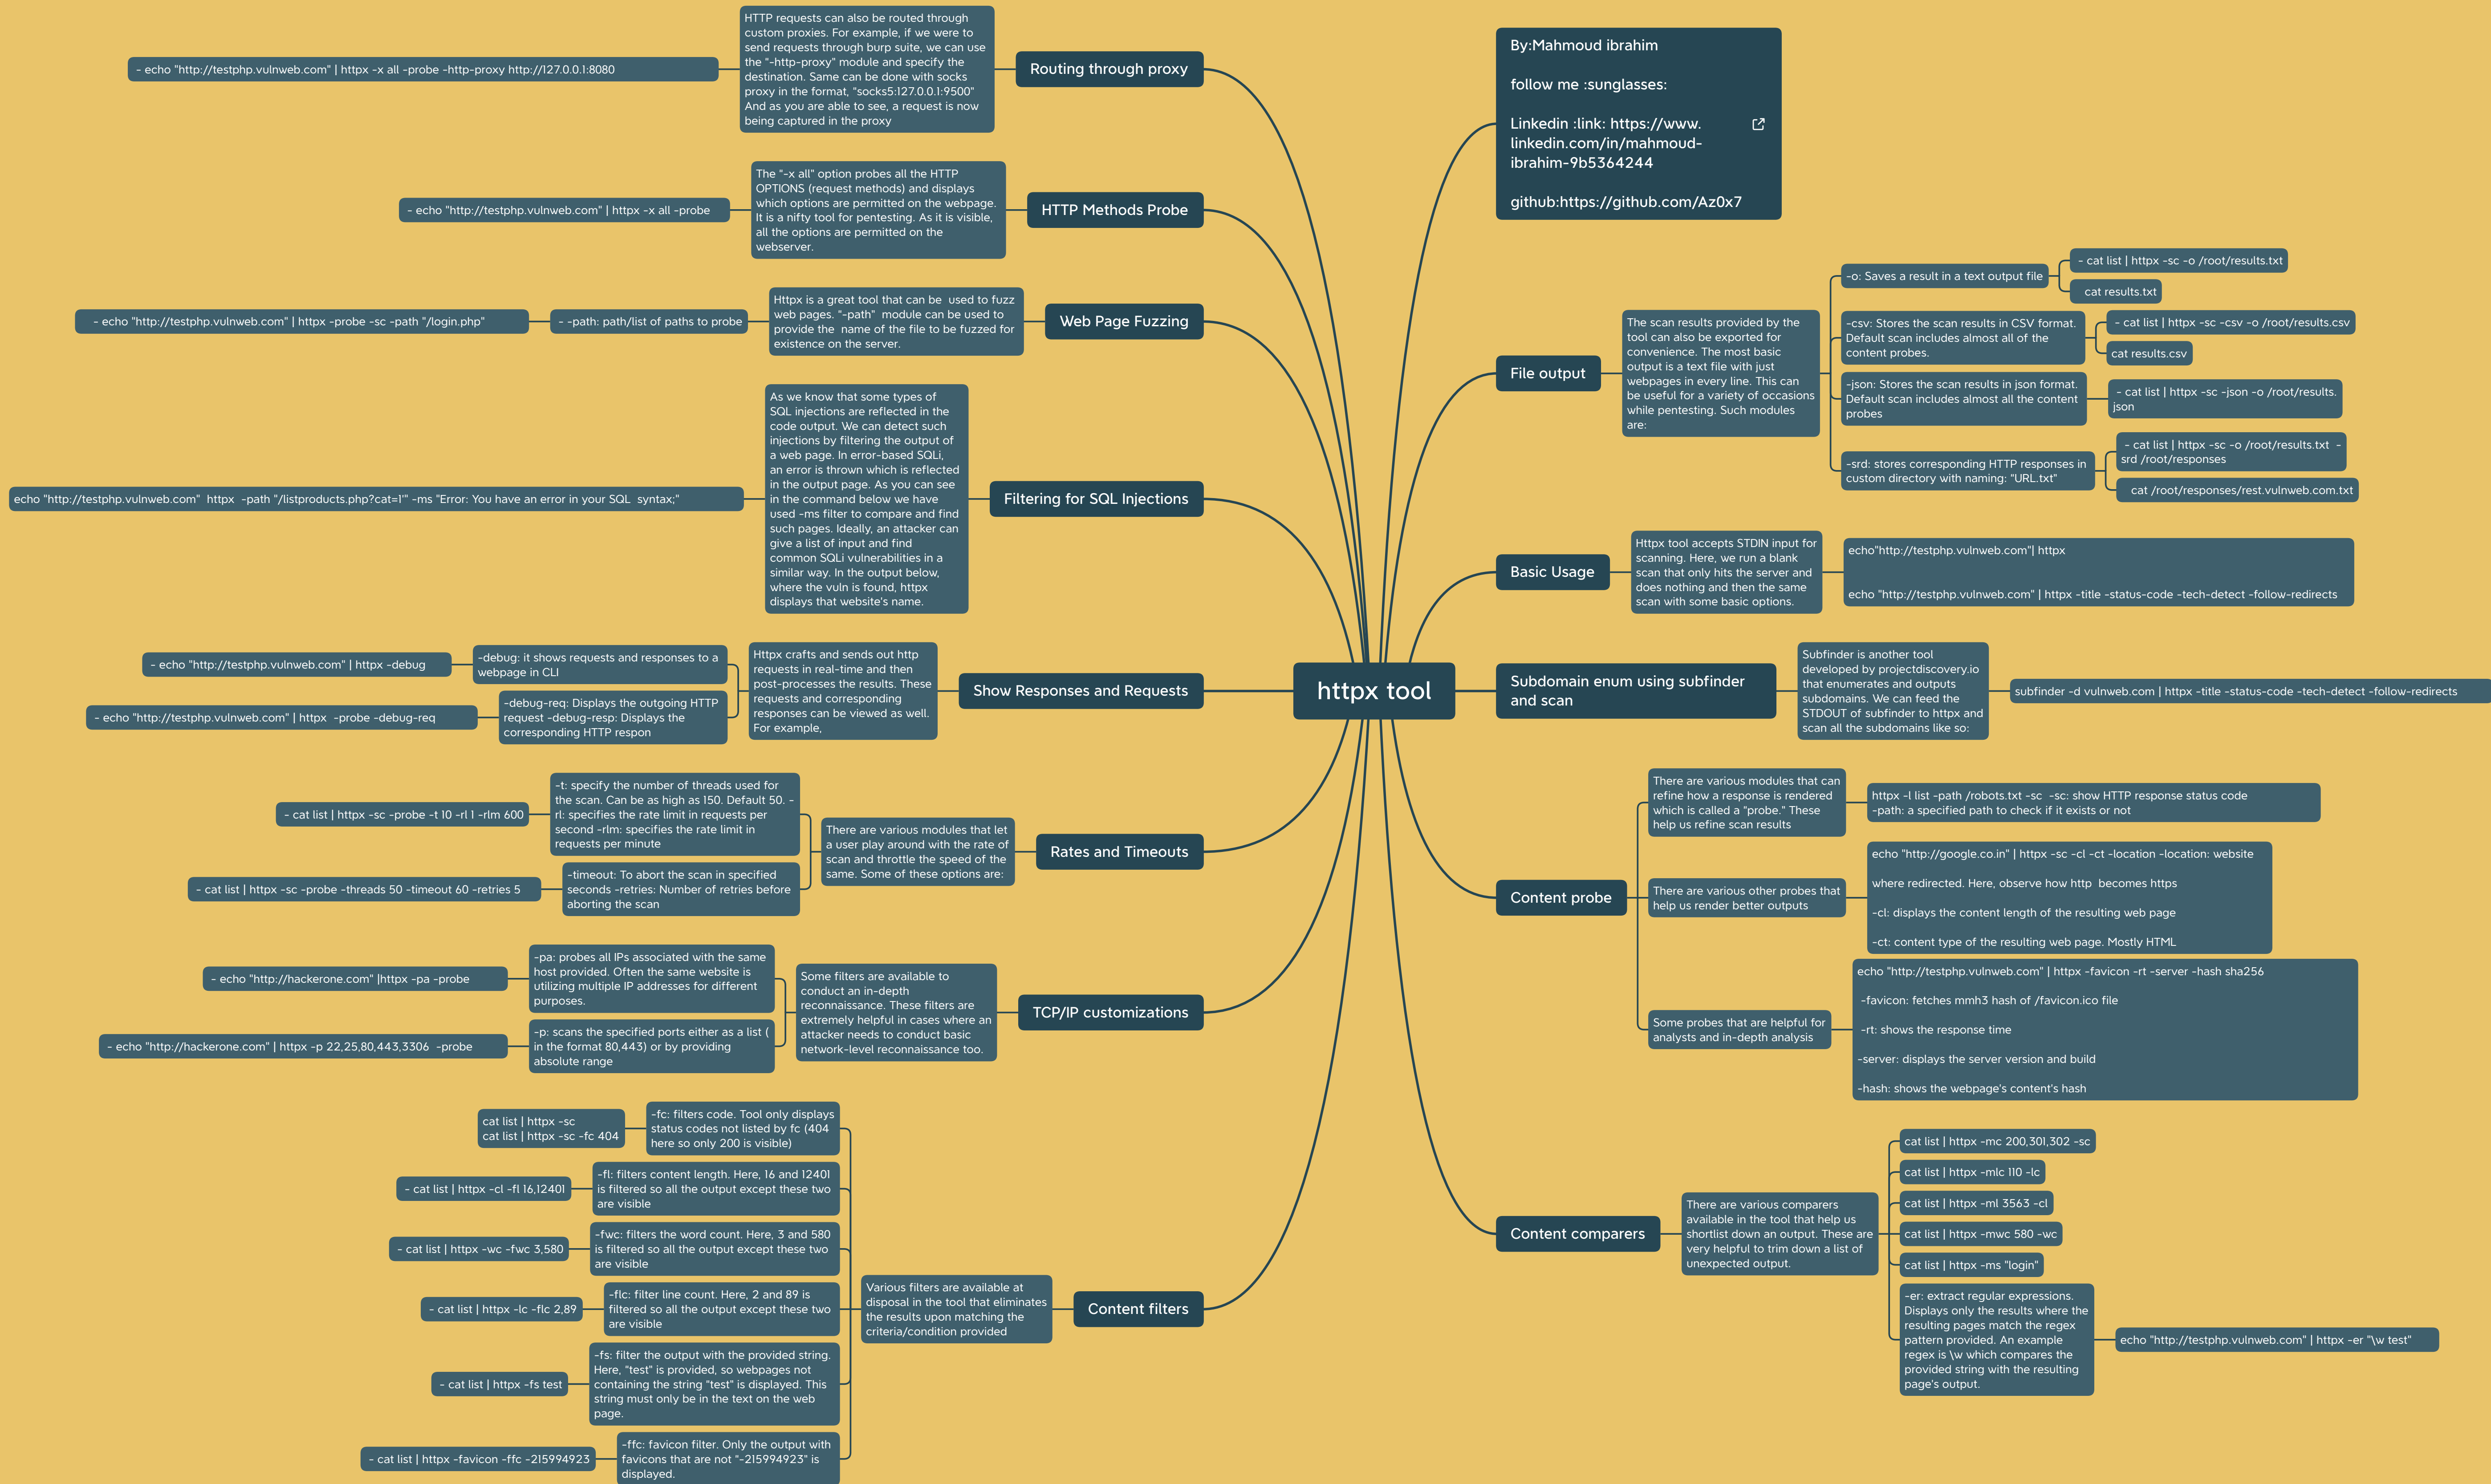 httpx tool
By:Mahmoud ibrahim
follow me :sunglasses:
Linkedin :link: https://www.
linkedin.com/in/mahmoud-
ibrahim-9b5364244
github:https://github.com/Az0x7
File output
The scan results provided by the
tool can also be exported for
convenience. The most basic
output is a text file with just
webpages in every line. This can
be useful for a variety of occasions
while pentesting. Such modules
are:
-o: Saves a result in a text output file
- cat list | httpx -sc -o /root/results.txt
cat results.txt
-csv: Stores the scan results in CSV format.
Default scan includes almost all of the
content probes.
- cat list | httpx -sc -csv -o /root/results.csv
cat results.csv
-json: Stores the scan results in json format.
Default scan includes almost all the content
probes
- cat list | httpx -sc -json -o /root/results.
json
-srd: stores corresponding HTTP responses in
custom directory with naming: "URL.txt"
- cat list | httpx -sc -o /root/results.txt  -
srd /root/responses
cat /root/responses/rest.vulnweb.com.txt
Basic Usage
Httpx tool accepts STDIN input for
scanning. Here, we run a blank
scan that only hits the server and
does nothing and then the same
scan with some basic options.
echo"http://testphp.vulnweb.com"| httpx
echo "http://testphp.vulnweb.com" | httpx -title -status-code -tech-detect -follow-redirects
Subdomain enum using subfinder
and scan
Subfinder is another tool
developed by projectdiscovery.io
that enumerates and outputs
subdomains. We can feed the
STDOUT of subfinder to httpx and
scan all the subdomains like so:
subfinder -d vulnweb.com | httpx -title -status-code -tech-detect -follow-redirects
Content probe
There are various modules that can
refine how a response is rendered
which is called a "probe." These
help us refine scan results
httpx -l list -path /robots.txt -sc  -sc: show HTTP response status code
-path: a specified path to check if it exists or not
There are various other probes that
help us render better outputs
echo "http://google.co.in" | httpx -sc -cl -ct -location -location: website
where redirected. Here, observe how http  becomes https
-cl: displays the content length of the resulting web page
-ct: content type of the resulting web page. Mostly HTML
Some probes that are helpful for
analysts and in-depth analysis
echo "http://testphp.vulnweb.com" | httpx -favicon -rt -server -hash sha256
-favicon: fetches mmh3 hash of /favicon.ico file
-rt: shows the response time
-server: displays the server version and build
-hash: shows the webpage's content's hash
Content comparers
There are various comparers
available in the tool that help us
shortlist down an output. These are
very helpful to trim down a list of
unexpected output.
cat list | httpx -mc 200,301,302 -sc
cat list | httpx -mlc 110 -lc
cat list | httpx -ml 3563 -cl
cat list | httpx -mwc 580 -wc
cat list | httpx -ms "login"
-er: extract regular expressions.
Displays only the results where the
resulting pages match the regex
pattern provided. An example
regex is \w which compares the
provided string with the resulting
page's output.
echo "http://testphp.vulnweb.com" | httpx -er "\w test"
Routing through proxy
HTTP requests can also be routed through
custom proxies. For example, if we were to
send requests through burp suite, we can use
the "-http-proxy" module and specify the
destination. Same can be done with socks
proxy in the format, "socks5:127.0.0.1:9500"
And as you are able to see, a request is now
being captured in the proxy
- echo "http://testphp.vulnweb.com" | httpx -x all -probe -http-proxy http://127.0.0.1:8080
HTTP Methods Probe
The "-x all" option probes all the HTTP
OPTIONS (request methods) and displays
which options are permitted on the webpage.
It is a nifty tool for pentesting. As it is visible,
all the options are permitted on the
webserver.
- echo "http://testphp.vulnweb.com" | httpx -x all -probe
Web Page Fuzzing
Httpx is a great tool that can be  used to fuzz
web pages. "-path"  module can be used to
provide the  name of the file to be fuzzed for
existence on the server.
- -path: path/list of paths to probe
- echo "http://testphp.vulnweb.com" | httpx -probe -sc -path "/login.php"
Filtering for SQL Injections
As we know that some types of
SQL injections are reflected in the
code output. We can detect such
injections by filtering the output of
a web page. In error-based SQLi,
an error is thrown which is reflected
in the output page. As you can see
in the command below we have
used -ms filter to compare and find
such pages. Ideally, an attacker can
give a list of input and find
common SQLi vulnerabilities in a
similar way. In the output below,
where the vuln is found, httpx
displays that website's name.
echo "http://testphp.vulnweb.com"  httpx  -path "/listproducts.php?cat=1'" -ms "Error: You have an error in your SQL  syntax;"
Show Responses and Requests
Httpx crafts and sends out http
requests in real-time and then
post-processes the results. These
requests and corresponding
responses can be viewed as well.
For example,
-debug: it shows requests and responses to a
webpage in CLI
- echo "http://testphp.vulnweb.com" | httpx -debug
-debug-req: Displays the outgoing HTTP
request -debug-resp: Displays the
corresponding HTTP respon
- echo "http://testphp.vulnweb.com" | httpx  -probe -debug-req
Rates and Timeouts
There are various modules that let
a user play around with the rate of
scan and throttle the speed of the
same. Some of these options are:
-t: specify the number of threads used for
the scan. Can be as high as 150. Default 50. -
rl: specifies the rate limit in requests per
second -rlm: specifies the rate limit in
requests per minute
- cat list | httpx -sc -probe -t 10 -rl 1 -rlm 600
-timeout: To abort the scan in specified
seconds -retries: Number of retries before
aborting the scan
- cat list | httpx -sc -probe -threads 50 -timeout 60 -retries 5
TCP/IP customizations
Some filters are available to
conduct an in-depth
reconnaissance. These filters are
extremely helpful in cases where an
attacker needs to conduct basic
network-level reconnaissance too.
-pa: probes all IPs associated with the same
host provided. Often the same website is
utilizing multiple IP addresses for different
purposes.
- echo "http://hackerone.com" |httpx -pa -probe
-p: scans the specified ports either as a list (
in the format 80,443) or by providing
absolute range
- echo "http://hackerone.com" | httpx -p 22,25,80,443,3306  -probe
Content filters
Various filters are available at
disposal in the tool that eliminates
the results upon matching the
criteria/condition provided
-fc: filters code. Tool only displays
status codes not listed by fc (404
here so only 200 is visible)
cat list | httpx -sc
cat list | httpx -sc -fc 404
-fl: filters content length. Here, 16 and 12401
is filtered so all the output except these two
are visible
- cat list | httpx -cl -fl 16,12401
-fwc: filters the word count. Here, 3 and 580
is filtered so all the output except these two
are visible
- cat list | httpx -wc -fwc 3,580
-flc: filter line count. Here, 2 and 89 is
filtered so all the output except these two
are visible
- cat list | httpx -lc -flc 2,89
-fs: filter the output with the provided string.
Here, "test" is provided, so webpages not
containing the string "test" is displayed. This
string must only be in the text on the web
page.
- cat list | httpx -fs test
-ffc: favicon filter. Only the output with
favicons that are not "-215994923" is
displayed.
- cat list | httpx -favicon -ffc -215994923